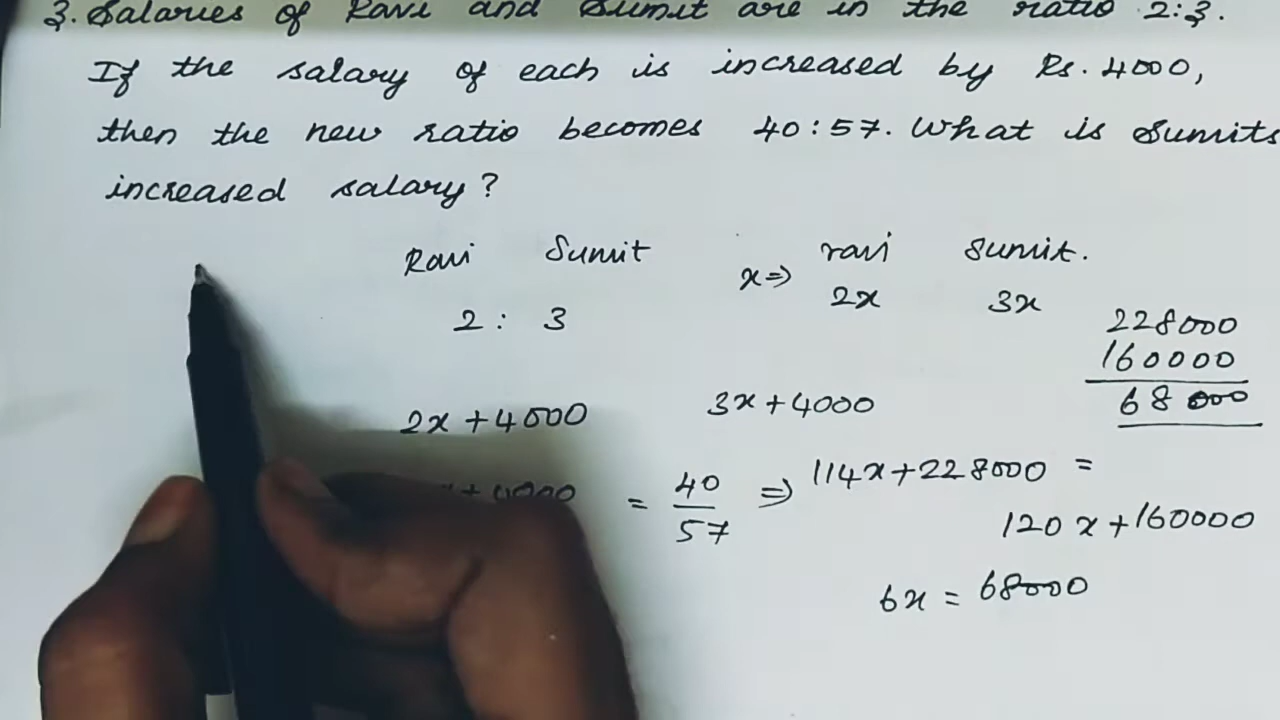 3. Salaries of Ravi and Sumit are in the ratio 2:3.
If the salary of each is increased by Rs. 4000,
then the new ratio becomes 40:57. What is Sumits
increased salary?
Ravi Sumit
2 : 3
x ⇒ ravi sumit.
2x 3x
228000
160000
68000
2x + 4000
3x + 4000
= 40
57
⇒ 114x + 228000 =
120x + 160000
6x = 68000